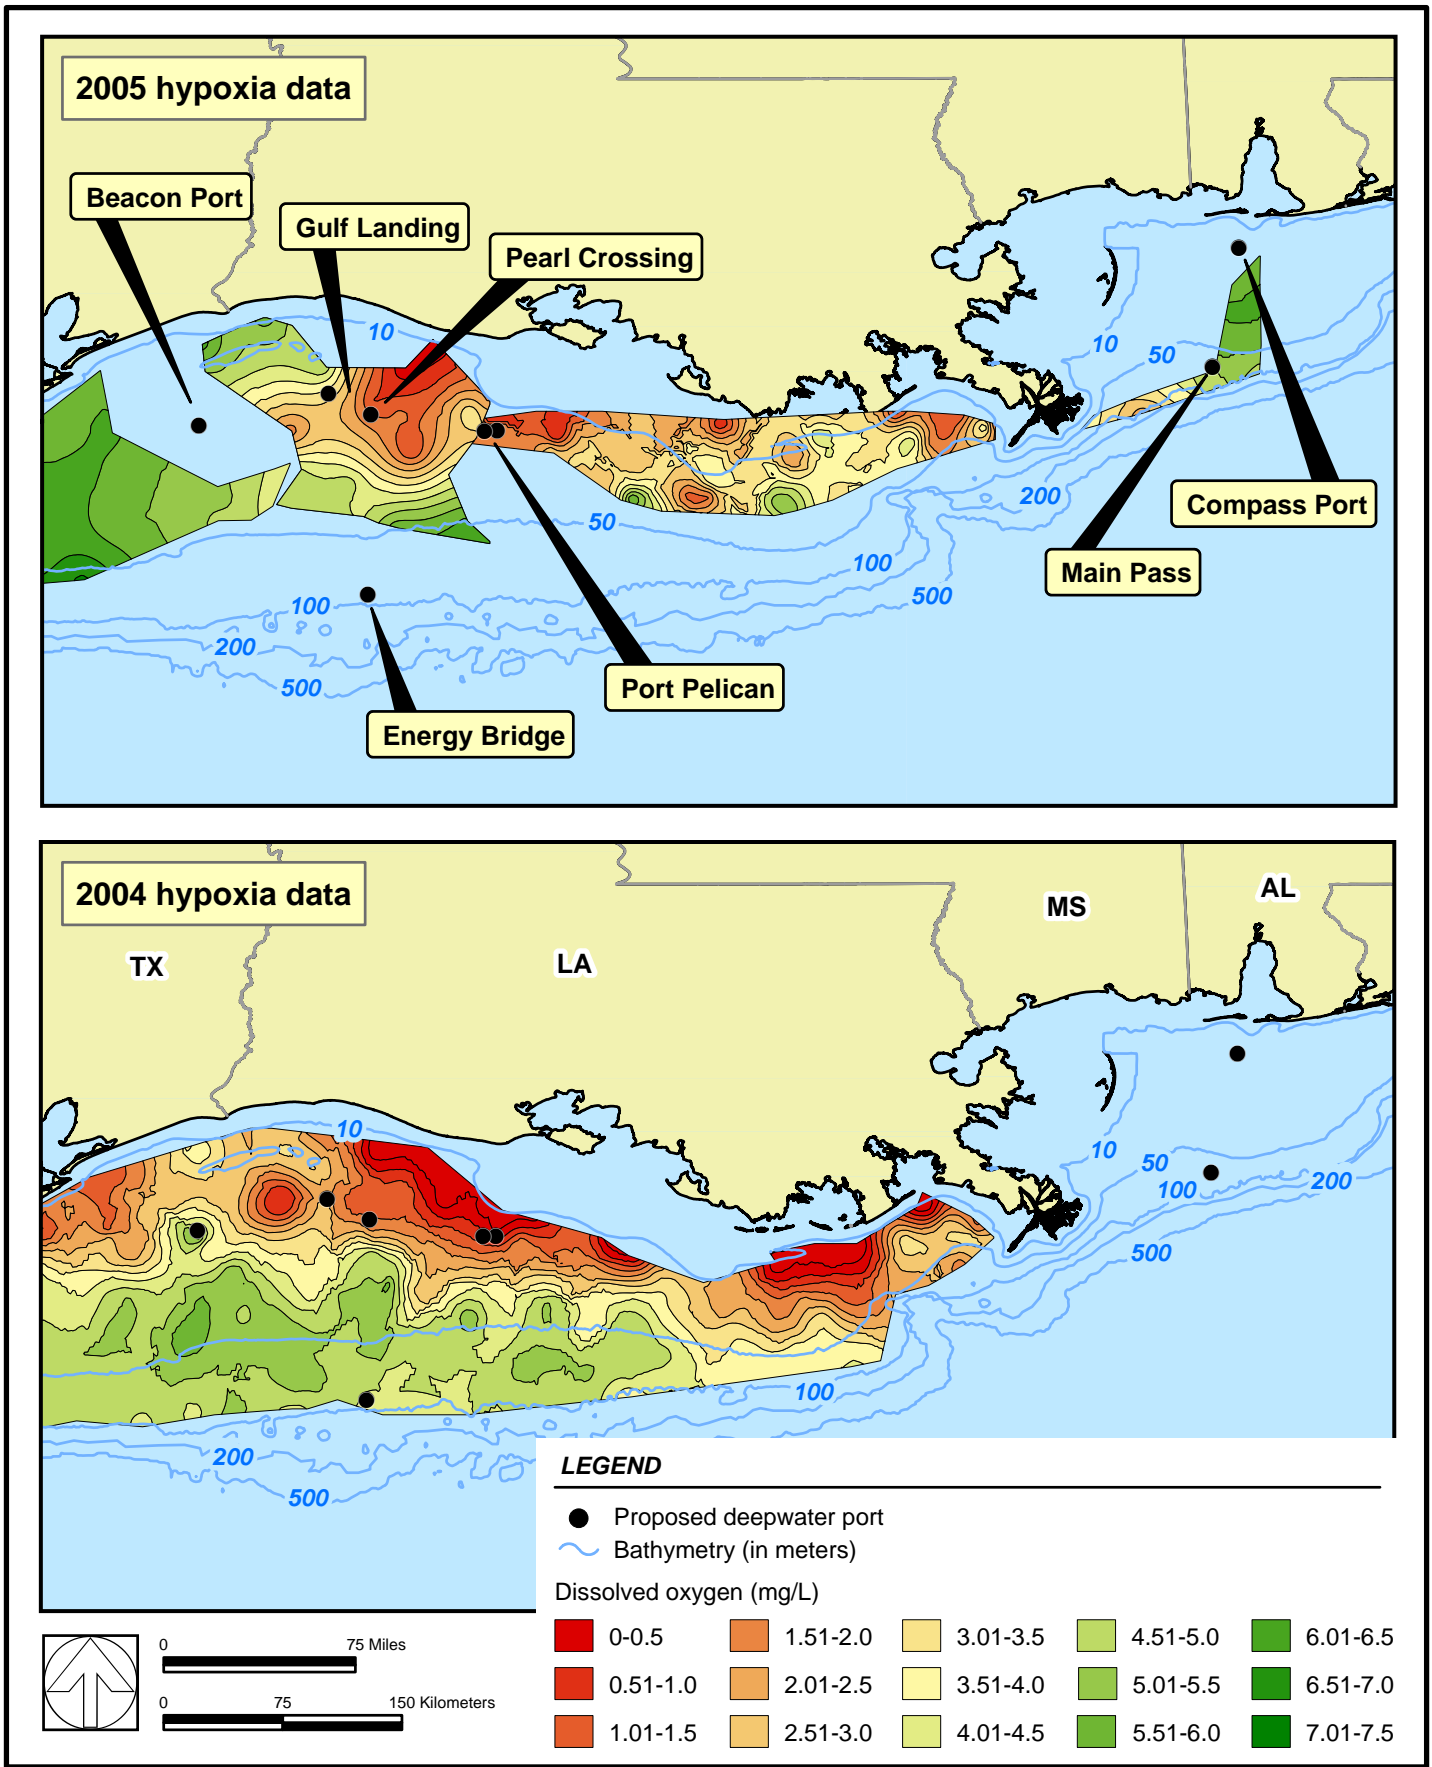 2005 hypoxia data
Beacon Port
Gulf Landing
Pearl Crossing
10
10
50
200
Compass Port
50
100
Main Pass
500
100
200
500
Port Pelican
Energy Bridge
2004 hypoxia data
TX
LA
MS
AL
10
10
50
100
200
500
100
200
500
LEGEND
Proposed deepwater port
Bathymetry (in meters)
Dissolved oxygen (mg/L)
0-0.5
1.51-2.0
3.01-3.5
4.51-5.0
6.01-6.5
0.51-1.0
2.01-2.5
3.51-4.0
5.01-5.5
6.51-7.0
1.01-1.5
2.51-3.0
4.01-4.5
5.51-6.0
7.01-7.5
0 75 Miles
0 75 150 Kilometers